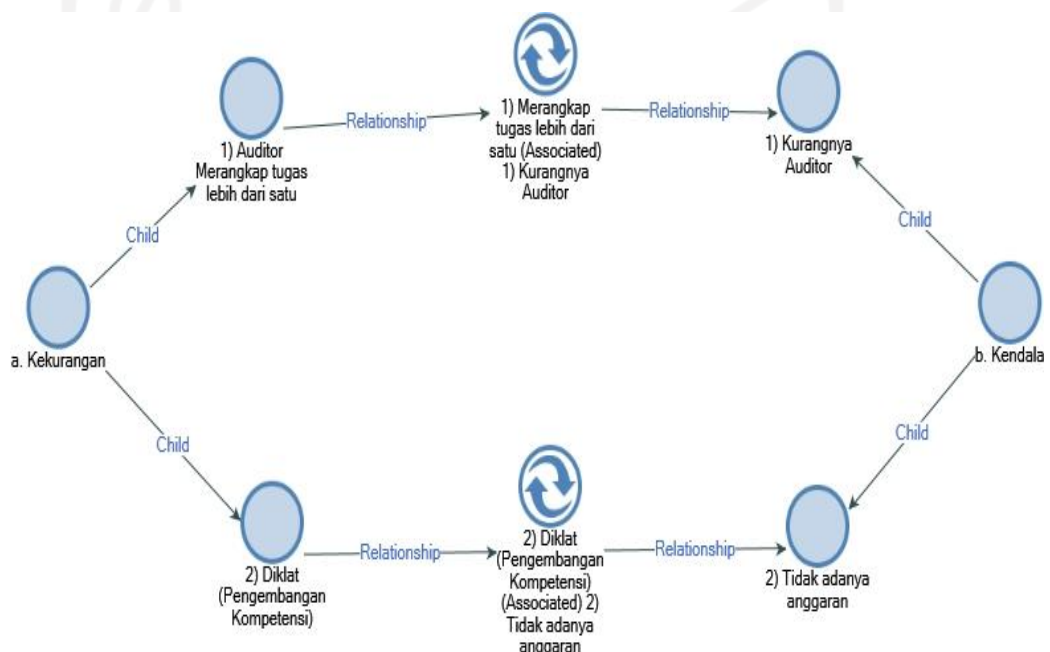 1) Merangkap
tugas lebih dari
satu (Associated)
1) Kurangnya
Auditor
Relationship
Relationship
1) Auditor
Merangkap tugas
lebih dari satu
1) Kurangnya
Auditor
Child
Child
a. Kekurangan
b. Kendala
Child
Child
2) Diklat
(Pengembangan
Kompetensi)
Relationship
2) Diklat
(Pengembangan
Kompetensi)
(Associated) 2)
Tidak adanya
anggaran
Relationship
2) Tidak adanya
anggaran